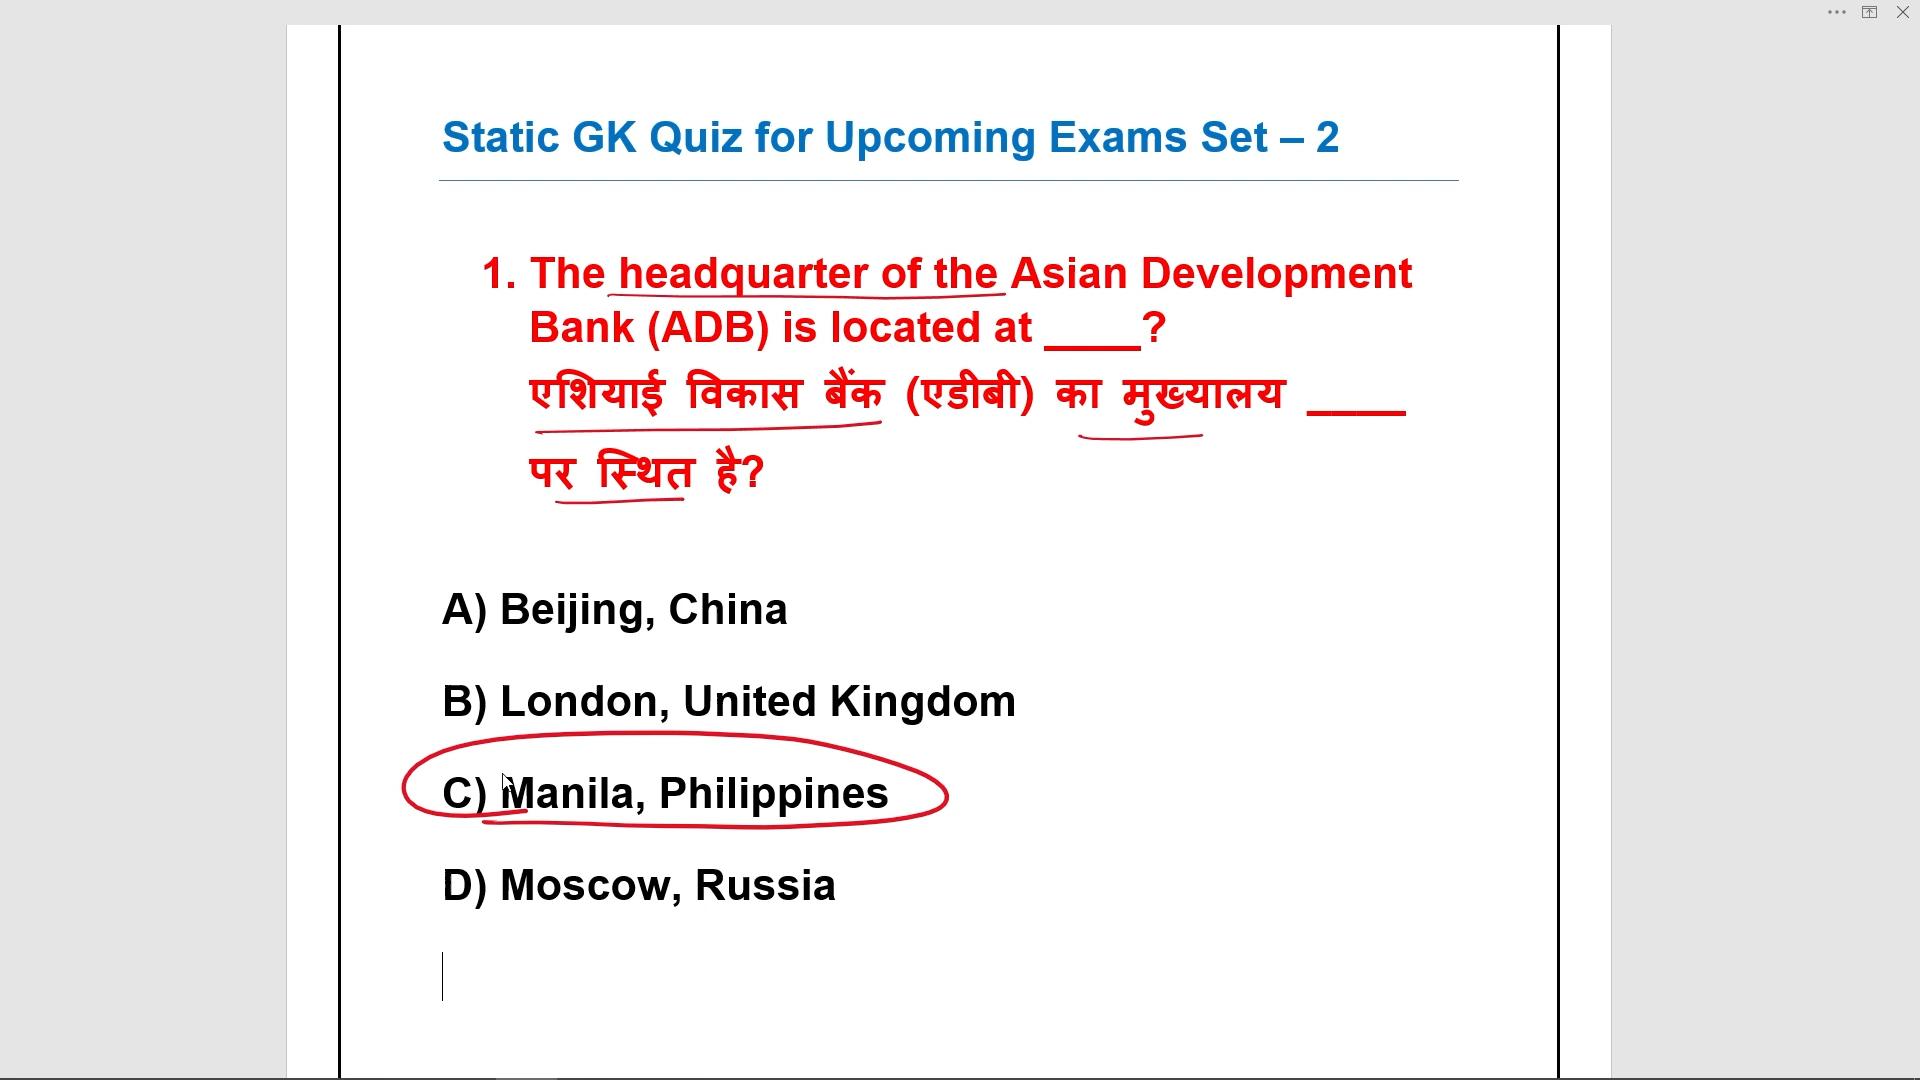 Static GK Quiz for Upcoming Exams Set – 2
1. The headquarter of the Asian Development
Bank (ADB) is located at ____?
एशियाई विकास बैंक (एडीबी) का मुख्यालय ____
पर स्थित है?
A) Beijing, China
B) London, United Kingdom
C) Manila, Philippines
D) Moscow, Russia